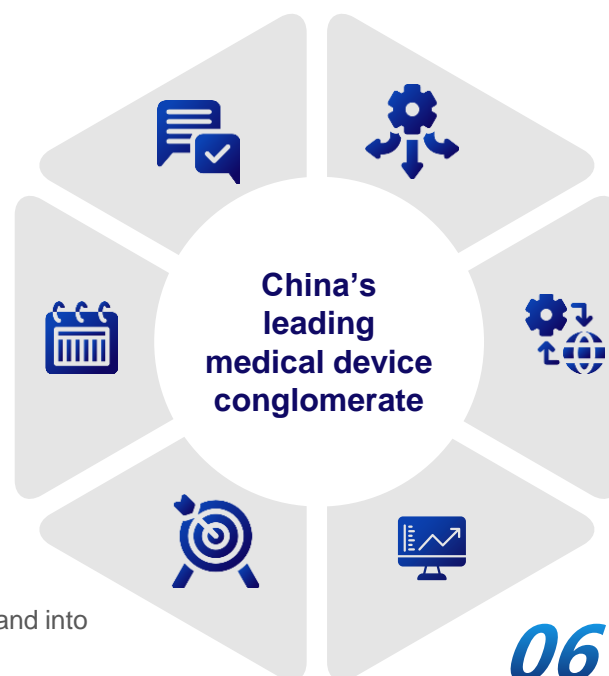 China’s
leading
medical device
conglomerate
and into
06